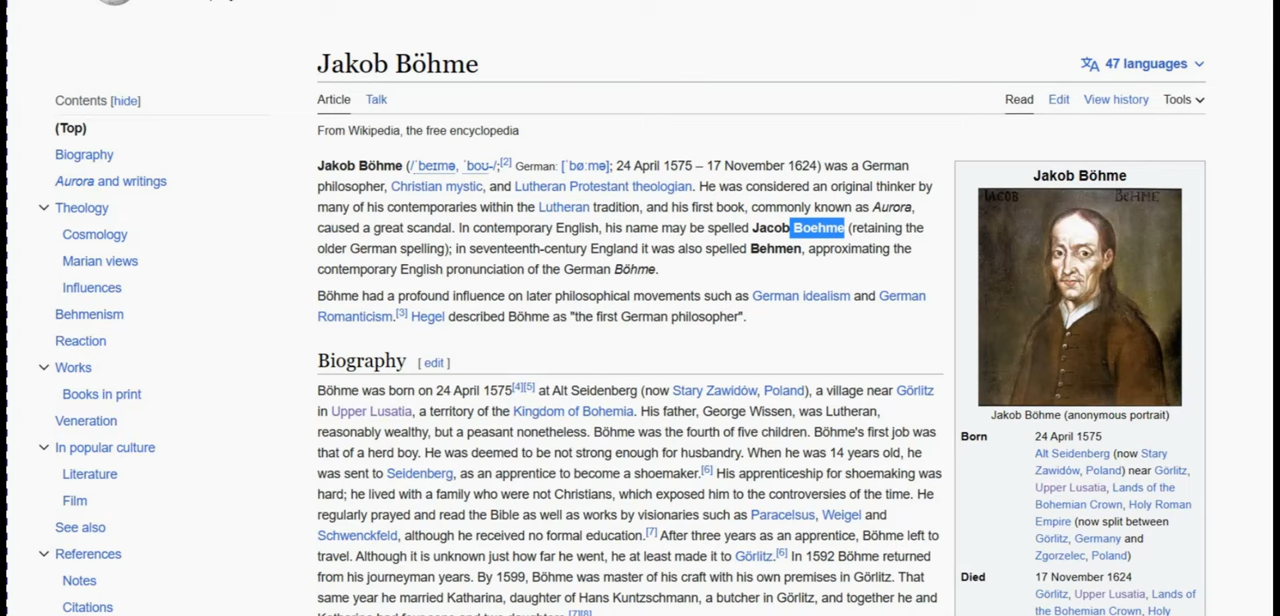 Jakob Böhme
47 languages
Article Talk
Read Edit View history Tools
From Wikipedia, the free encyclopedia
Contents [hide]
(Top)
Biography
Aurora and writings
Theology
Cosmology
Marian views
Influences
Behmenism
Reaction
Works
Books in print
Veneration
In popular culture
Literature
Film
See also
References
Notes
Citations
Jakob Böhme (/ˈbeɪmə, ˈboʊ-/;[2] German: [ˈbøːmə]; 24 April 1575 – 17 November 1624) was a German
philosopher, Christian mystic, and Lutheran Protestant theologian. He was considered an original thinker by
many of his contemporaries within the Lutheran tradition, and his first book, commonly known as Aurora,
caused a great scandal. In contemporary English, his name may be spelled Jacob Boehme (retaining the
older German spelling); in seventeenth-century England it was also spelled Behmen, approximating the
contemporary English pronunciation of the German Böhme.
Böhme had a profound influence on later philosophical movements such as German idealism and German
Romanticism.[3] Hegel described Böhme as "the first German philosopher".
Biography [ edit ]
Böhme was born on 24 April 1575[4][5] at Alt Seidenberg (now Stary Zawidów, Poland), a village near Görlitz
in Upper Lusatia, a territory of the Kingdom of Bohemia. His father, George Wissen, was Lutheran,
reasonably wealthy, but a peasant nonetheless. Böhme was the fourth of five children. Böhme's first job was
that of a herd boy. He was deemed to be not strong enough for husbandry. When he was 14 years old, he
was sent to Seidenberg, as an apprentice to become a shoemaker.[6] His apprenticeship for shoemaking was
hard; he lived with a family who were not Christians, which exposed him to the controversies of the time. He
regularly prayed and read the Bible as well as works by visionaries such as Paracelsus, Weigel and
Schwenckfeld, although he received no formal education.[7] After three years as an apprentice, Böhme left to
travel. Although it is unknown just how far he went, he at least made it to Görlitz.[6] In 1592 Böhme returned
from his journeyman years. By 1599, Böhme was master of his craft with his own premises in Görlitz. That
same year he married Katharina, daughter of Hans Kuntzschmann, a butcher in Görlitz, and together he and
Jakob Böhme
IACOB BÖHME
Jakob Böhme (anonymous portrait)
Born 24 April 1575
Alt Seidenberg (now Stary
Zawidów, Poland) near Görlitz,
Upper Lusatia, Lands of the
Bohemian Crown, Holy Roman
Empire (now split between
Görlitz, Germany and
Zgorzelec, Poland)
Died 17 November 1624
Görlitz, Upper Lusatia, Lands of
the Bohemian Crown, Holy